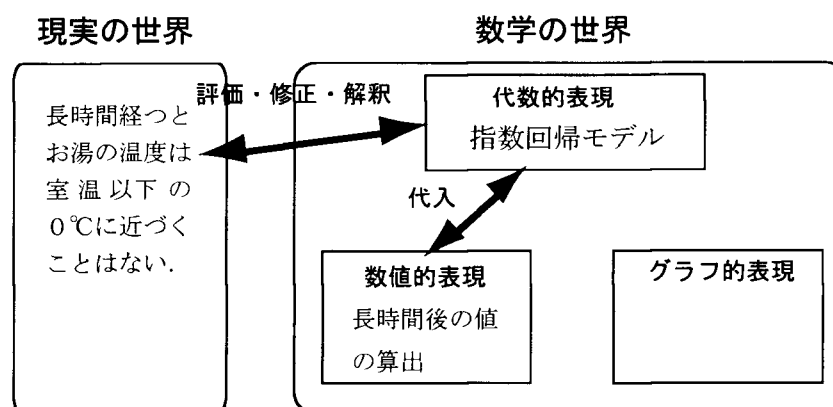 現実の世界
数学の世界
長時間経つと
お湯の温度は
室温以下の
0℃に近づく
ことはない.
評価・修正・解釈
代数的表現
指数回帰モデル
代入
数値的表現
長時間後の値
の算出
グラフ的表現